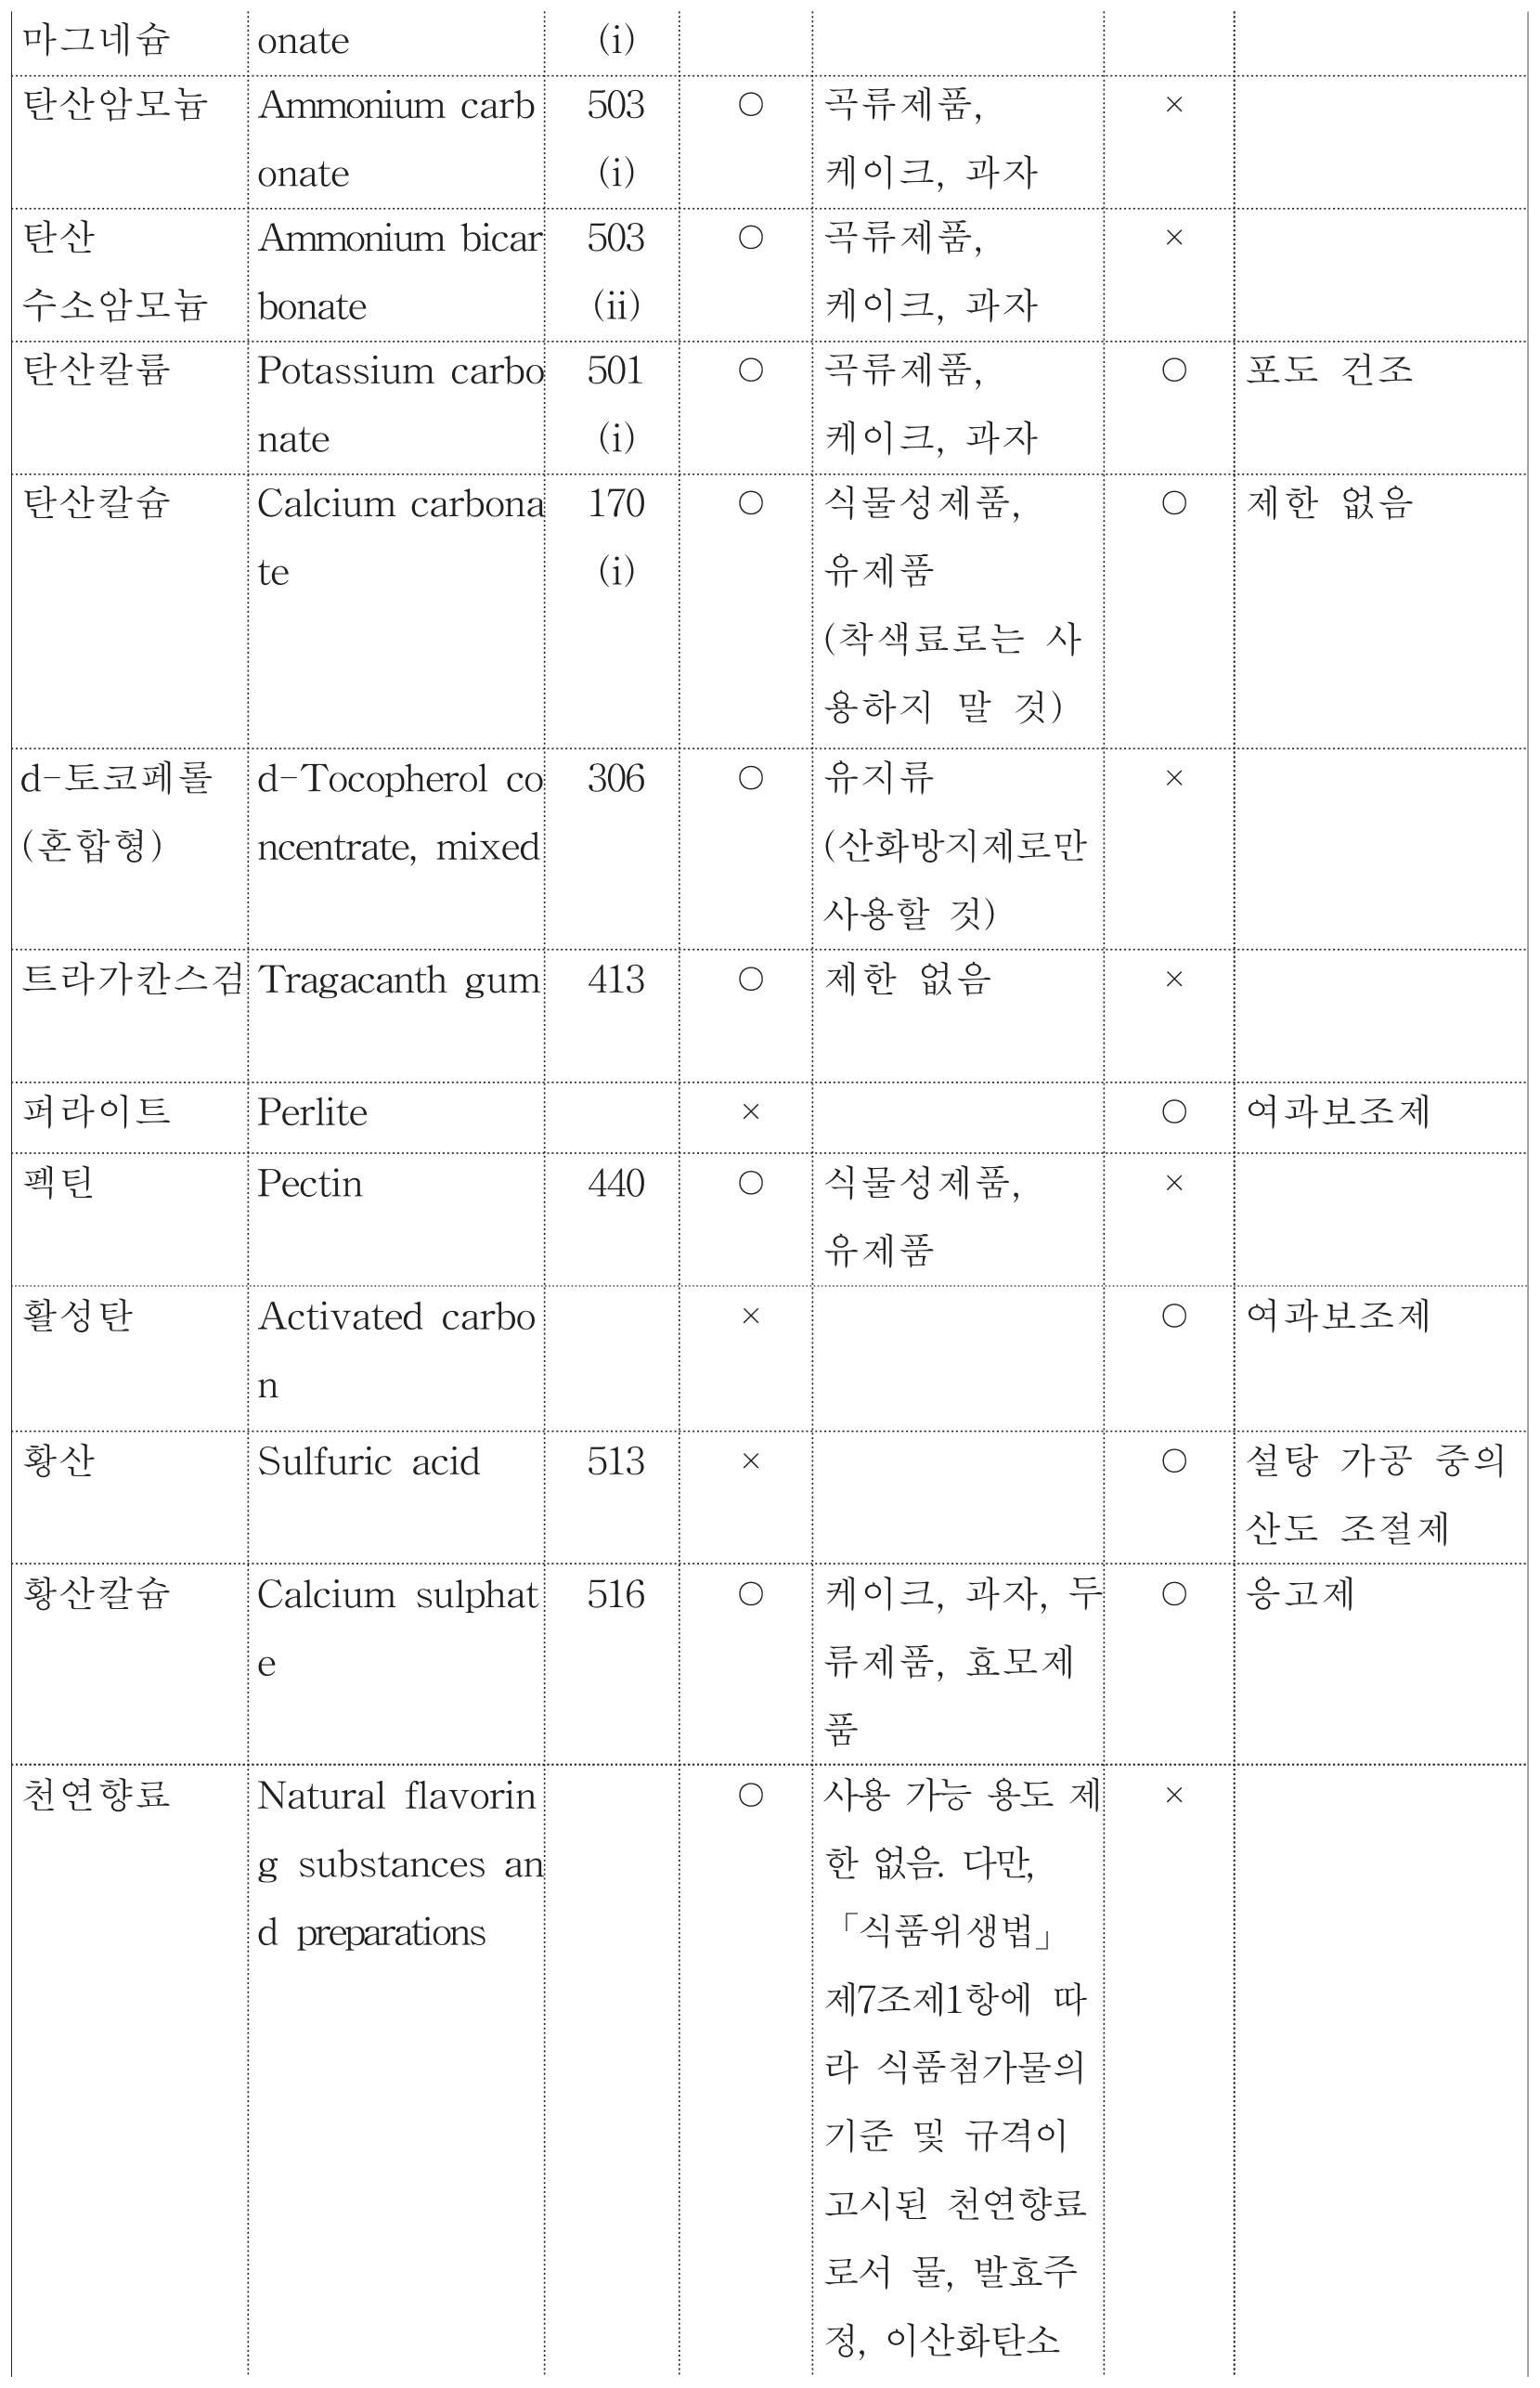 마그네슘 onate (i)
탄산암모늄 Ammonium carb 503 ○ 곡류제품, ×
onate (i) 케이크, 과자
탄산 Ammonium bicar 503 ○ 곡류제품, ×
수소암모늄 bonate (ii) 케이크, 과자
탄산칼륨 Potassium carbo 501 ○ 곡류제품, ○ 포도 건조
nate (i) 케이크, 과자
탄산칼슘 Calcium carbona 170 ○ 식물성제품, ○ 제한 없음
te (i) 유제품
(착색료로는 사
용하지 말 것)
d-토코페롤 d-Tocopherol co 306 ○ 유지류 ×
(혼합형) ncentrate, mixed (산화방지제로만
사용할 것)
트라가칸스검 Tragacanth gum 413 ○ 제한 없음 ×
퍼라이트 Perlite × ○ 여과보조제
펙틴 Pectin 440 ○ 식물성제품, ×
유제품
활성탄 Activated carbo × ○ 여과보조제
n
황산 Sulfuric acid 513 × ○ 설탕 가공 중의
산도 조절제
황산칼슘 Calcium sulphat 516 ○ 케이크, 과자, 두 ○ 응고제
e 류제품, 효모제
품
천연향료 Natural flavorin ○ 사용 가능 용도 제 ×
g substances an 한 없음. 다만,
d preparations 「식품위생법」
제7조제1항에 따
라 식품첨가물의
기준 및 규격이
고시된 천연향료
로서 물, 발효주
정, 이산화탄소